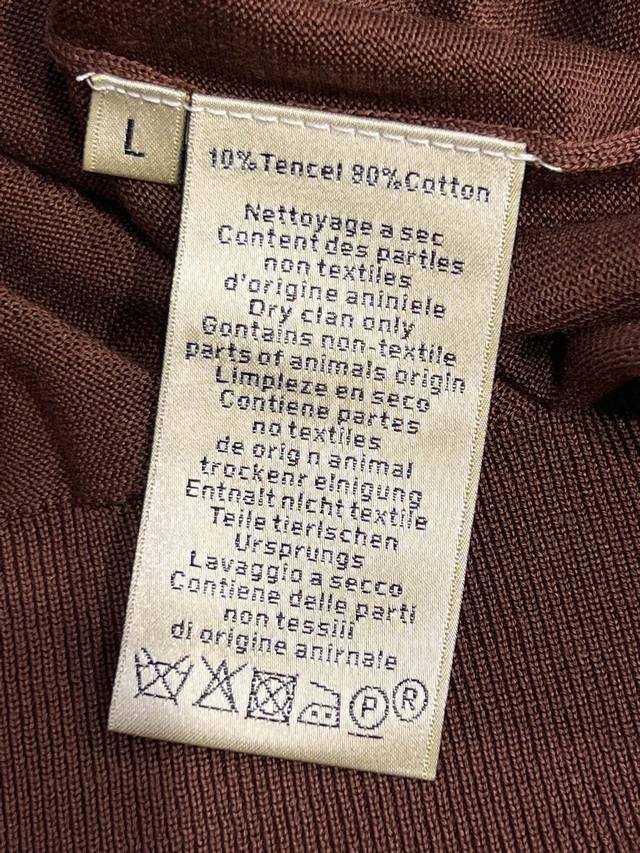 L
10%Tencel 90%Cotton
Nettoyage a sec
Content des parties
non textiles
d'origine aniniele
Dry clan only
Gontains non-textile
parts of animals origin
Limpleze en seco
Contiene partes
no textiles
de orig n animal
trockenr einigung
Entnalt nicht textile
Teile tierischen
Ursprungs
Lavaggio a secco
Contiene dalle parti
non tessiii
di origine anirnale
P R